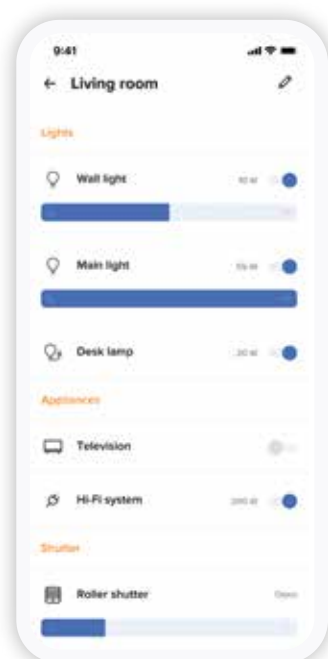 9:41
Living room
Lights
Wall light
Main light
Desk lamp
Appliances
Television
Hi-Fi system
Shutter
Roller shutter